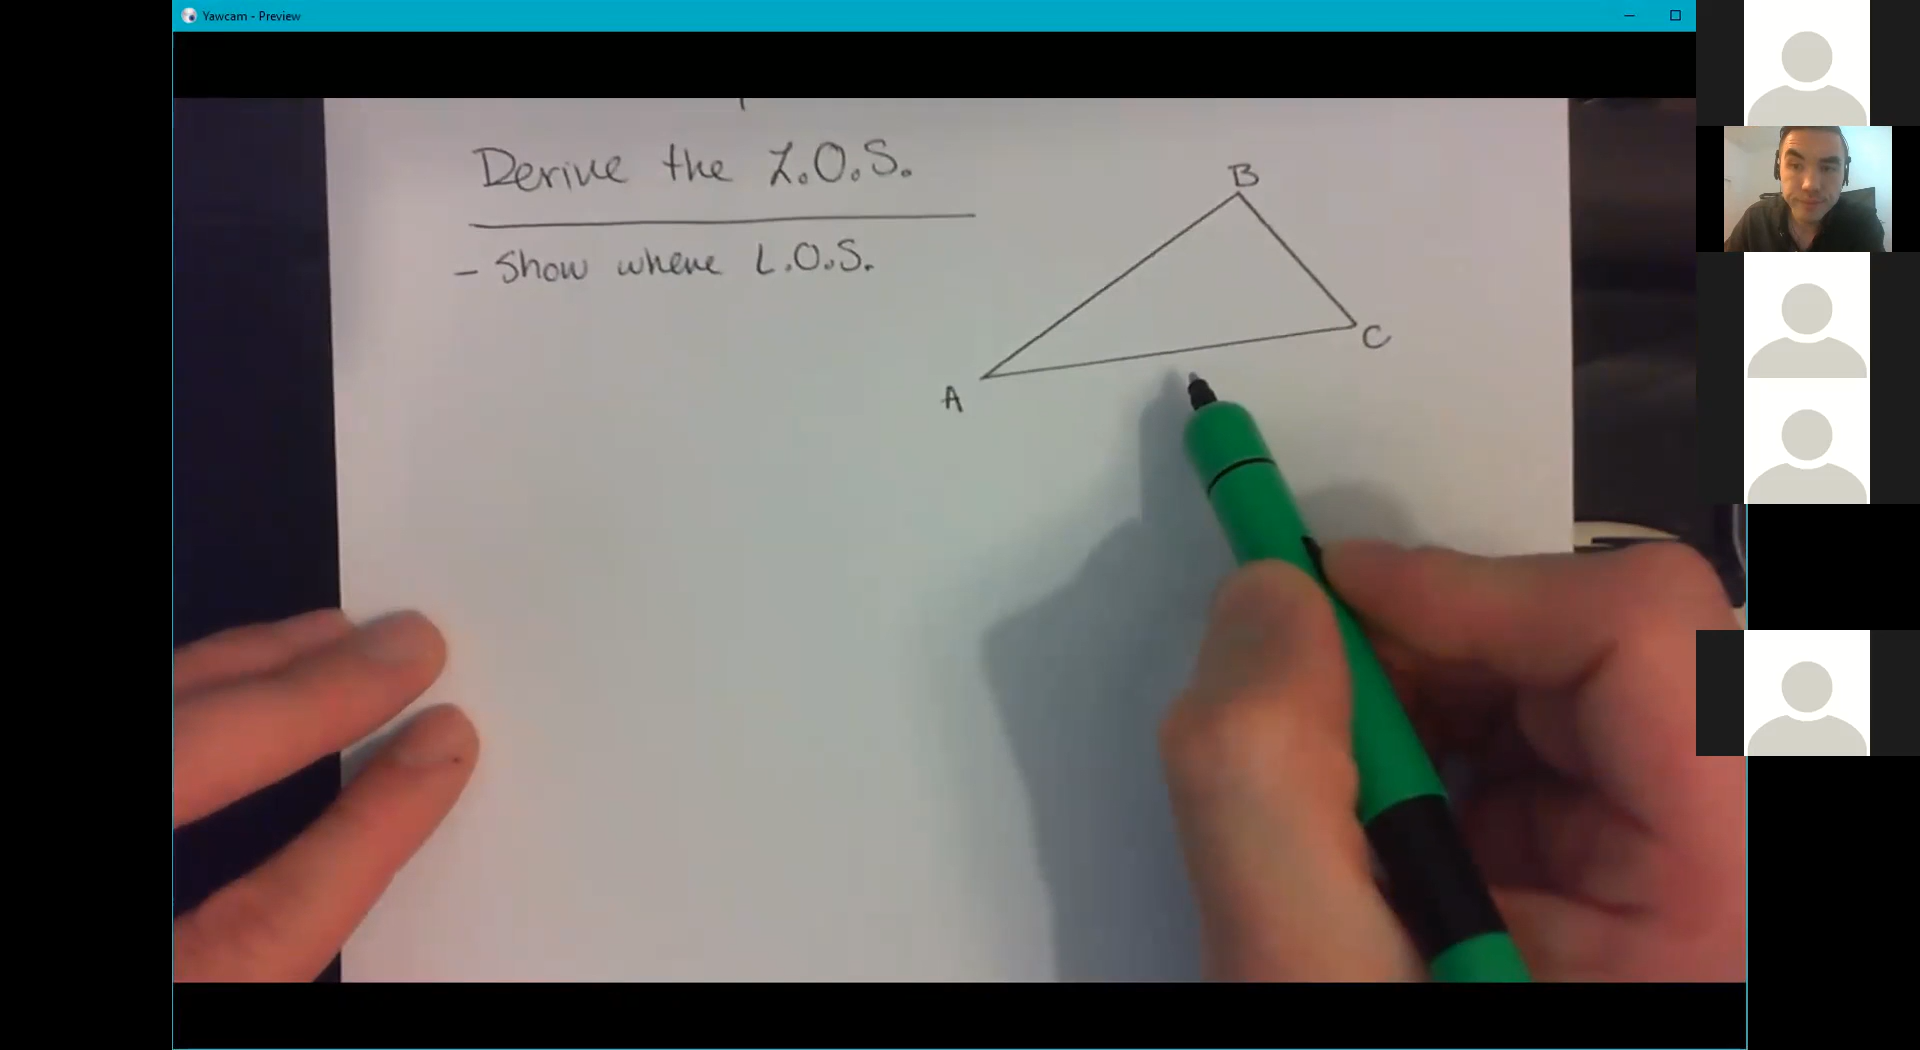 Yawcam - Preview
Derive the L.O.S.
- Show where L.O.S.
B
C
A